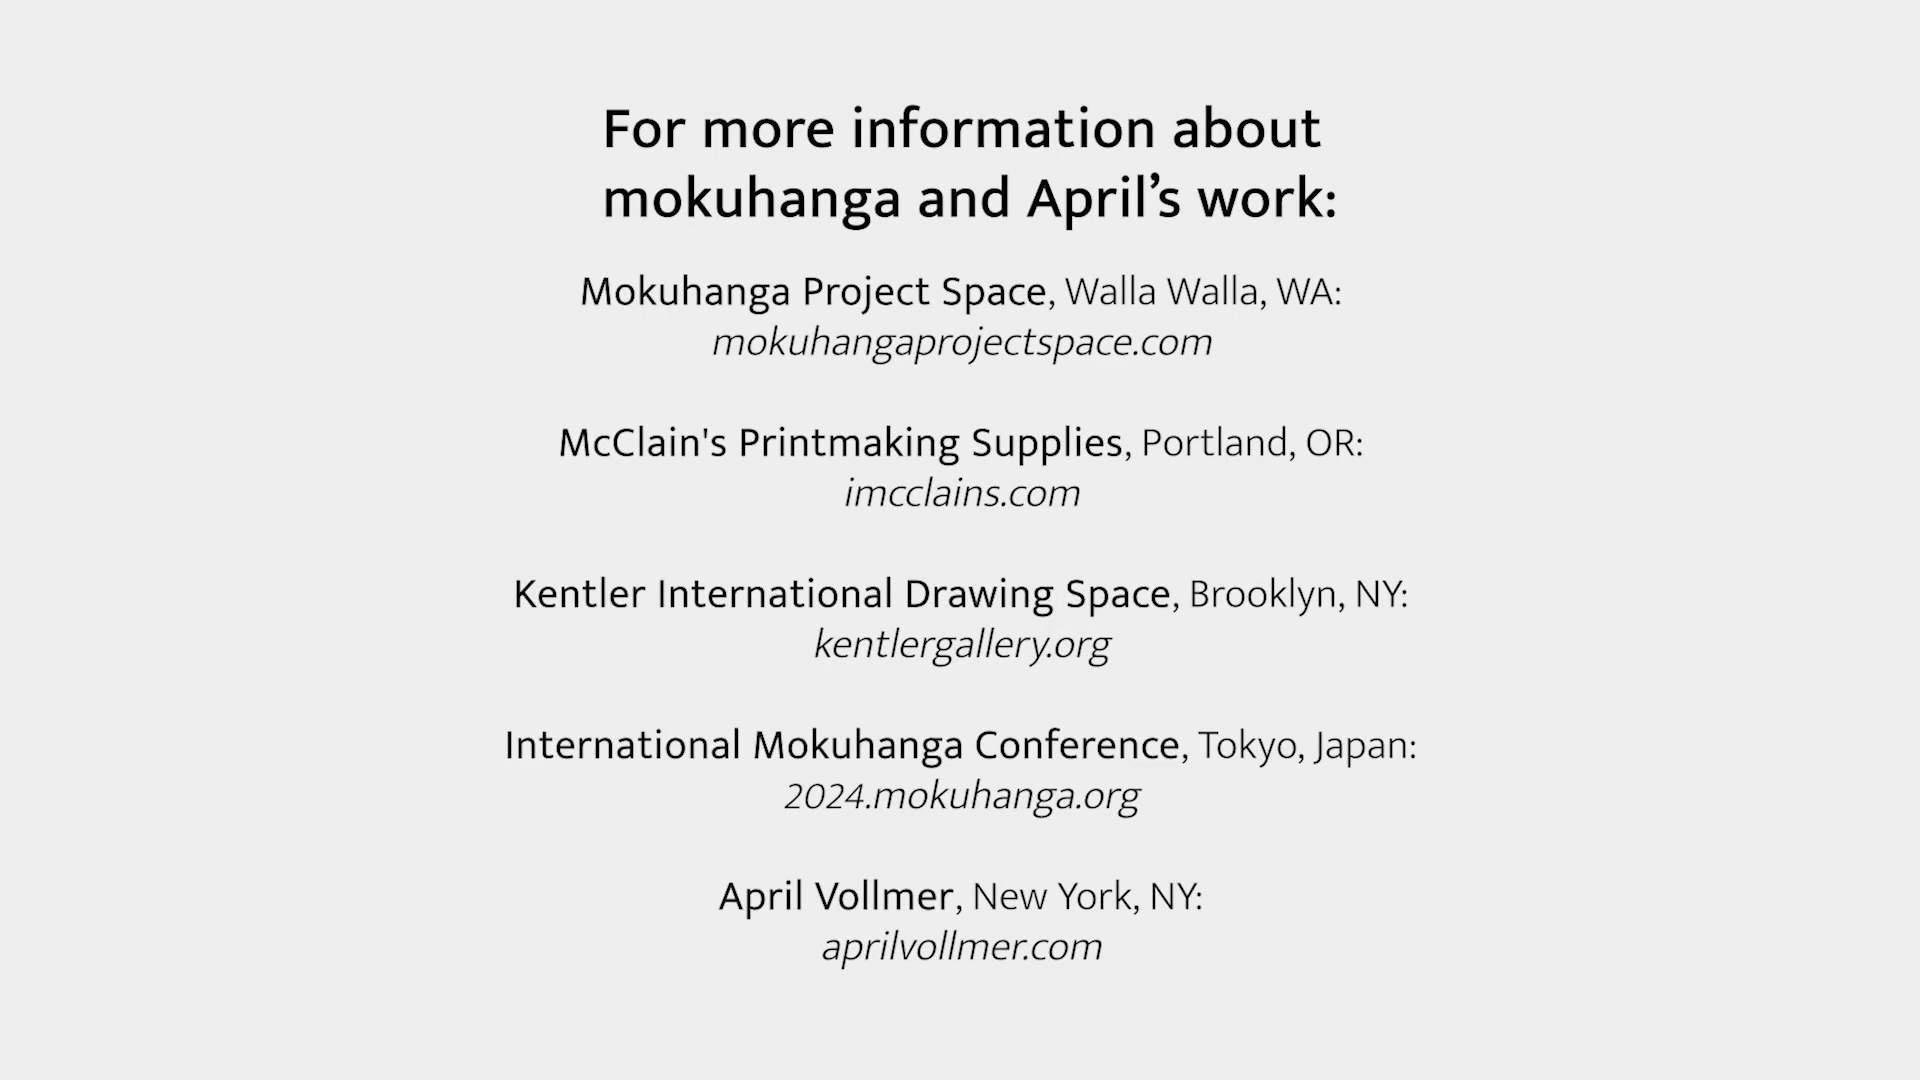 For more information about
mokuhanga and April’s work:
Mokuhanga Project Space, Walla Walla, WA:
mokuhangaprojectspace.com
McClain's Printmaking Supplies, Portland, OR:
imcclains.com
Kentler International Drawing Space, Brooklyn, NY:
kentlergallery.org
International Mokuhanga Conference, Tokyo, Japan:
2024.mokuhanga.org
April Vollmer, New York, NY:
aprilvollmer.com